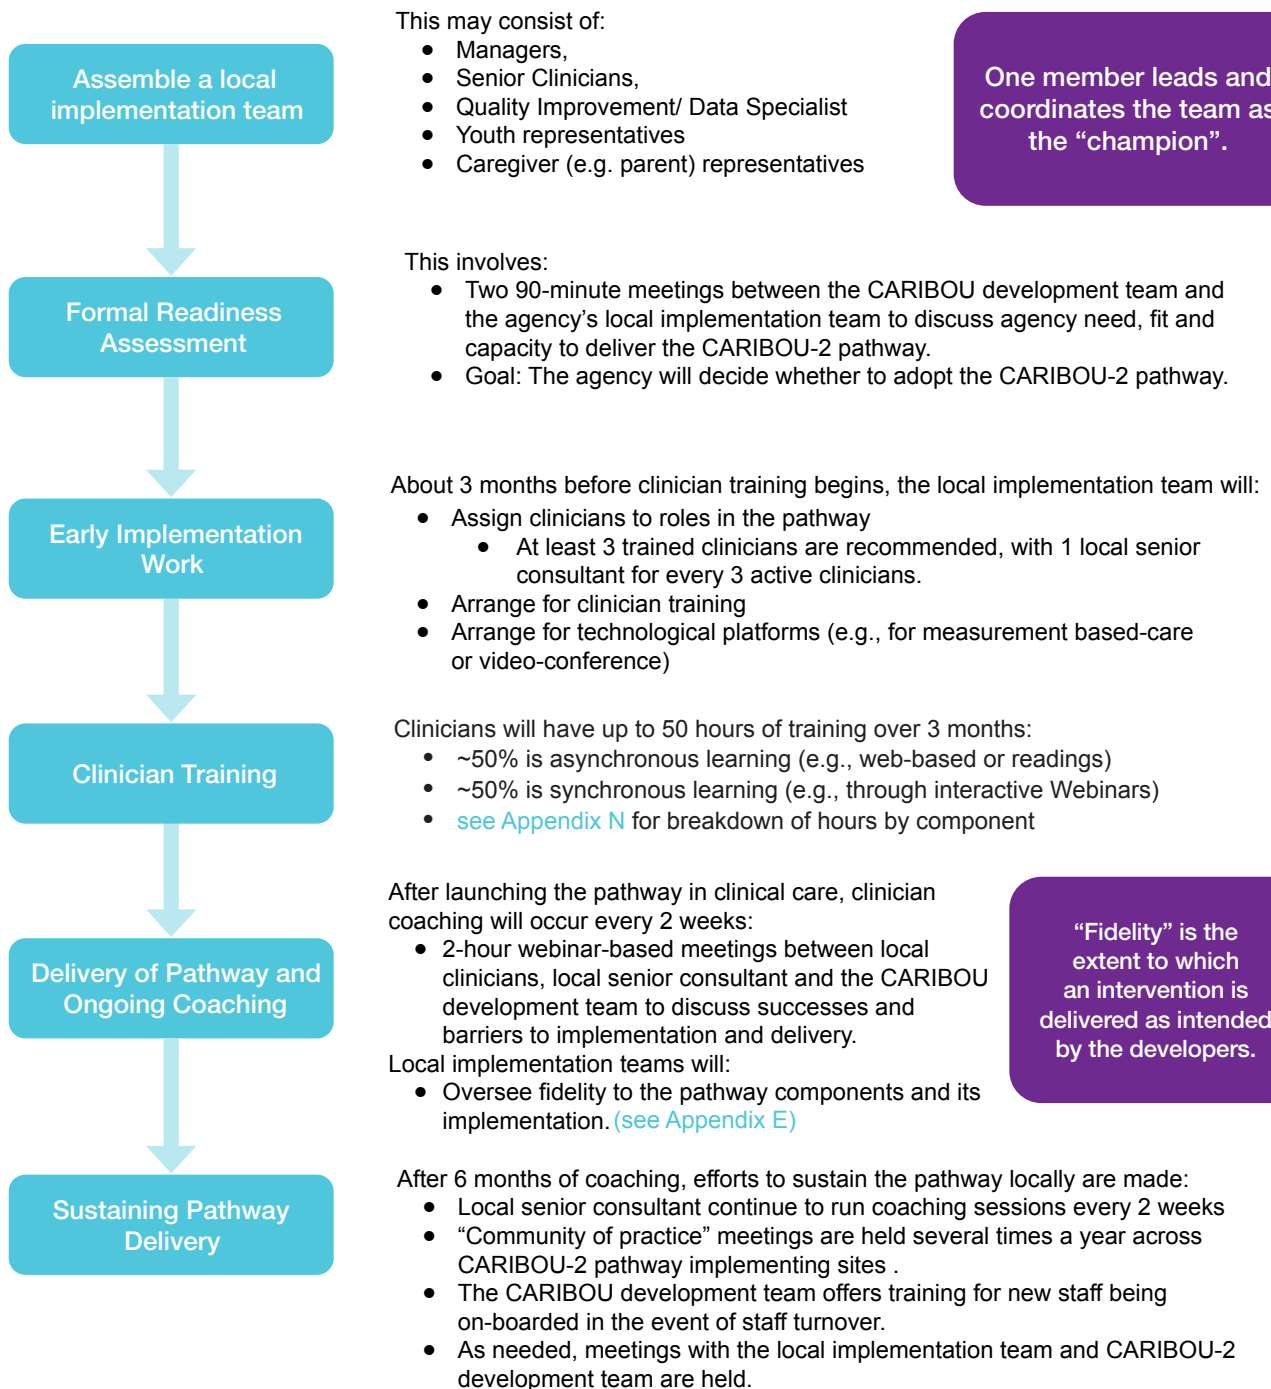 Assemble a local
implementation team
This may consist of:
● Managers,
● Senior Clinicians,
● Quality Improvement/ Data Specialist
● Youth representatives
● Caregiver (e.g. parent) representatives
One member leads and
coordinates the team as
the “champion”.
Formal Readiness
Assessment
This involves:
● Two 90-minute meetings between the CARIBOU development team and
the agency’s local implementation team to discuss agency need, fit and
capacity to deliver the CARIBOU-2 pathway.
● Goal: The agency will decide whether to adopt the CARIBOU-2 pathway.
Early Implementation
Work
About 3 months before clinician training begins, the local implementation team will:
● Assign clinicians to roles in the pathway
● At least 3 trained clinicians are recommended, with 1 local senior
consultant for every 3 active clinicians.
● Arrange for clinician training
● Arrange for technological platforms (e.g., for measurement based-care
or video-conference)
Clinician Training
Clinicians will have up to 50 hours of training over 3 months:
• ~50% is asynchronous learning (e.g., web-based or readings)
• ~50% is synchronous learning (e.g., through interactive Webinars)
• see Appendix N for breakdown of hours by component
Delivery of Pathway and
Ongoing Coaching
After launching the pathway in clinical care, clinician
coaching will occur every 2 weeks:
● 2-hour webinar-based meetings between local
clinicians, local senior consultant and the CARIBOU
development team to discuss successes and
barriers to implementation and delivery.
Local implementation teams will:
● Oversee fidelity to the pathway components and its
implementation. (see Appendix E)
“Fidelity” is the
extent to which
an intervention is
delivered as intended
by the developers.
Sustaining Pathway
Delivery
After 6 months of coaching, efforts to sustain the pathway locally are made:
● Local senior consultant continue to run coaching sessions every 2 weeks
● “Community of practice” meetings are held several times a year across
CARIBOU-2 pathway implementing sites .
● The CARIBOU development team offers training for new staff being
on-boarded in the event of staff turnover.
● As needed, meetings with the local implementation team and CARIBOU-2
development team are held.